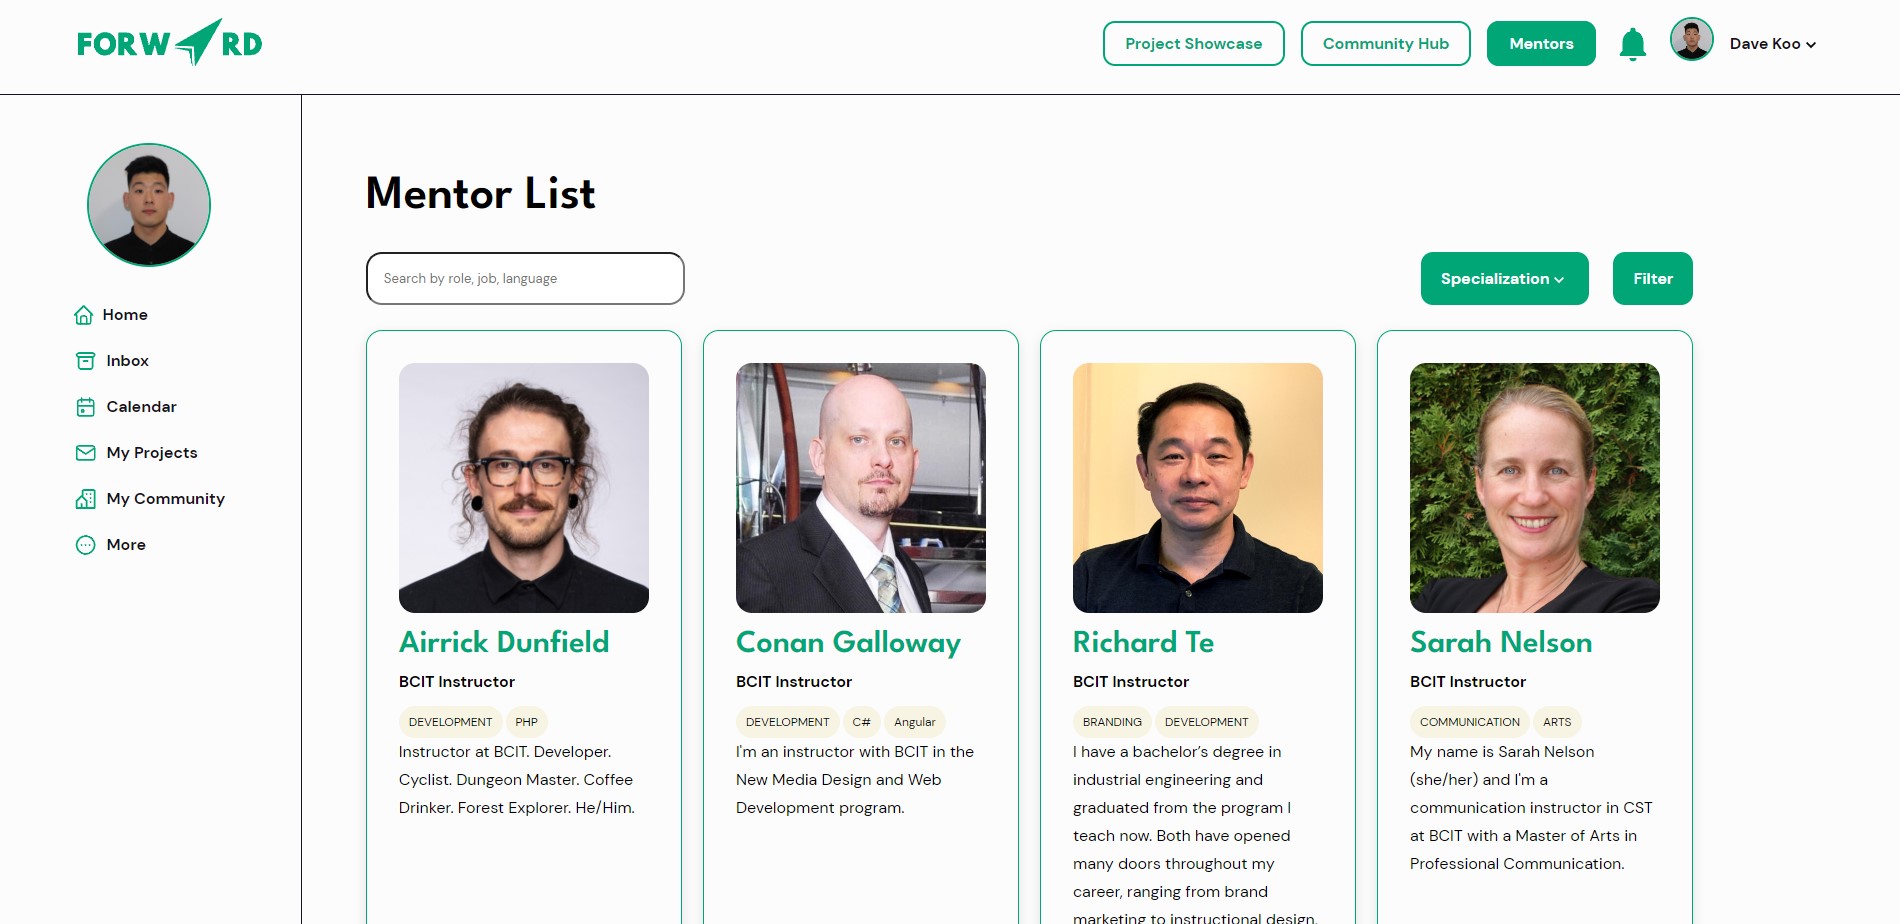 FORWARD
Project Showcase
Community Hub
Mentors
Dave Koo
Home
Inbox
Calendar
My Projects
My Community
More
Mentor List
Search by role, job, language
Specialization
Filter
Airrick Dunfield
BCIT Instructor
DEVELOPMENT PHP
Instructor at BCIT. Developer.
Cyclist. Dungeon Master. Coffee
Drinker. Forest Explorer. He/Him.
Conan Galloway
BCIT Instructor
DEVELOPMENT C# Angular
I'm an instructor with BCIT in the
New Media Design and Web
Development program.
Richard Te
BCIT Instructor
BRANDING DEVELOPMENT
I have a bachelor’s degree in
industrial engineering and
graduated from the program I
teach now. Both have opened
many doors throughout my
career, ranging from brand
marketing to instructional design.
Sarah Nelson
BCIT Instructor
COMMUNICATION ARTS
My name is Sarah Nelson
(she/her) and I'm a
communication instructor in CST
at BCIT with a Master of Arts in
Professional Communication.